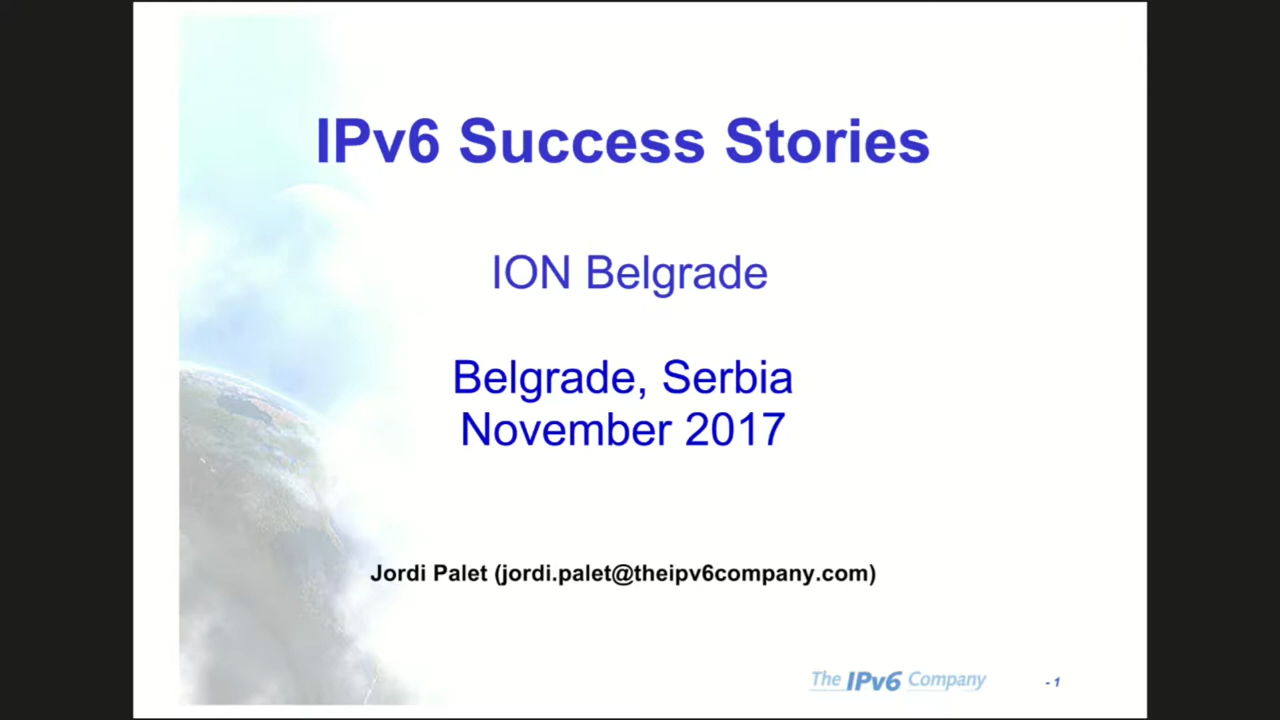 IPv6 Success Stories
ION Belgrade
Belgrade, Serbia
November 2017
Jordi Palet (jordi.palet@theipv6company.com)
The IPv6 Company
- 1